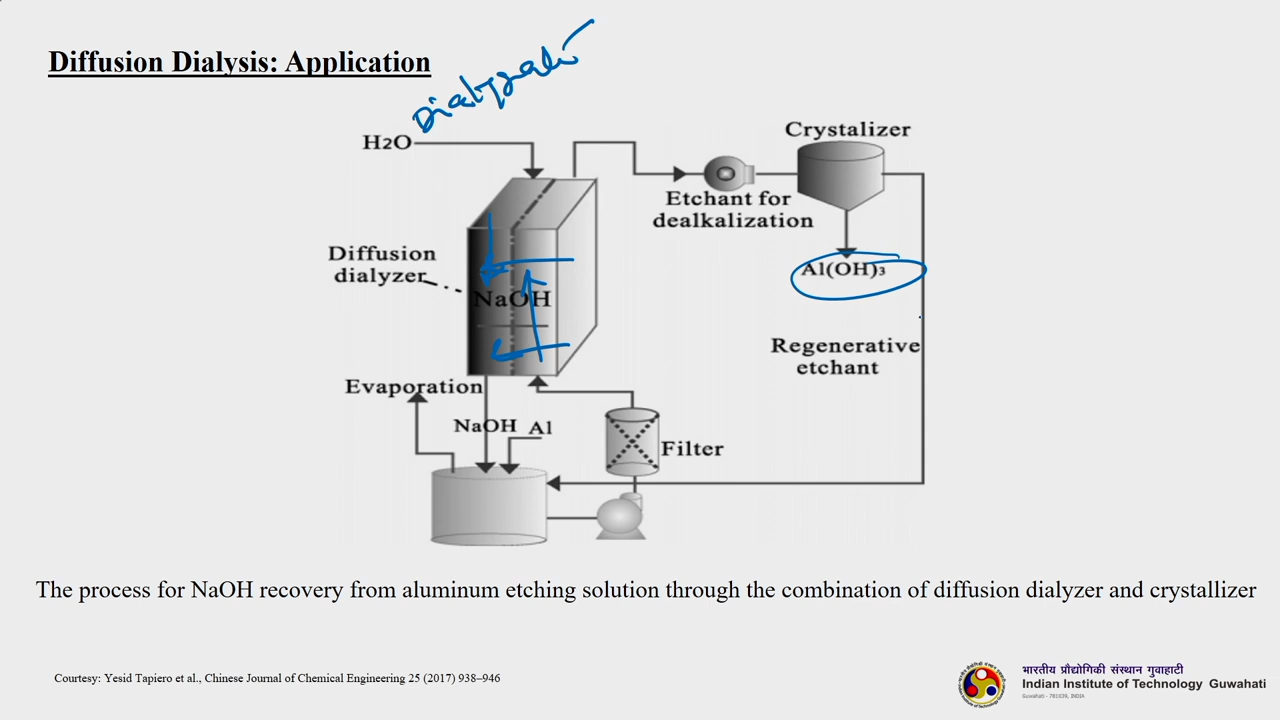 Diffusion Dialysis: Application
Dialysate
H2O
Crystalizer
Etchant for
dealkalization
Diffusion
dialyzer
NaOH
Al(OH)3
Regenerative
etchant
Evaporation
NaOH Al
Filter
The process for NaOH recovery from aluminum etching solution through the combination of diffusion dialyzer and crystallizer
Courtesy: Yesid Tapiero et al., Chinese Journal of Chemical Engineering 25 (2017) 938–946
भारतीय प्रौद्योगिकी संस्थान गुवाहाटी
Indian Institute of Technology Guwahati
Guwahati - 781039, INDIA